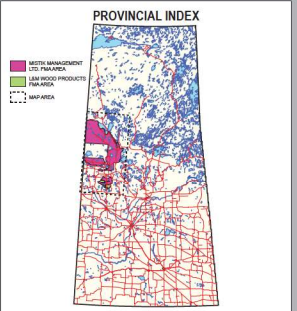 PROVINCIAL INDEX
MISTIK MANAGEMENT
LTD. FMA AREA
L&M WOOD PRODUCTS
FMA AREA
MAP AREA